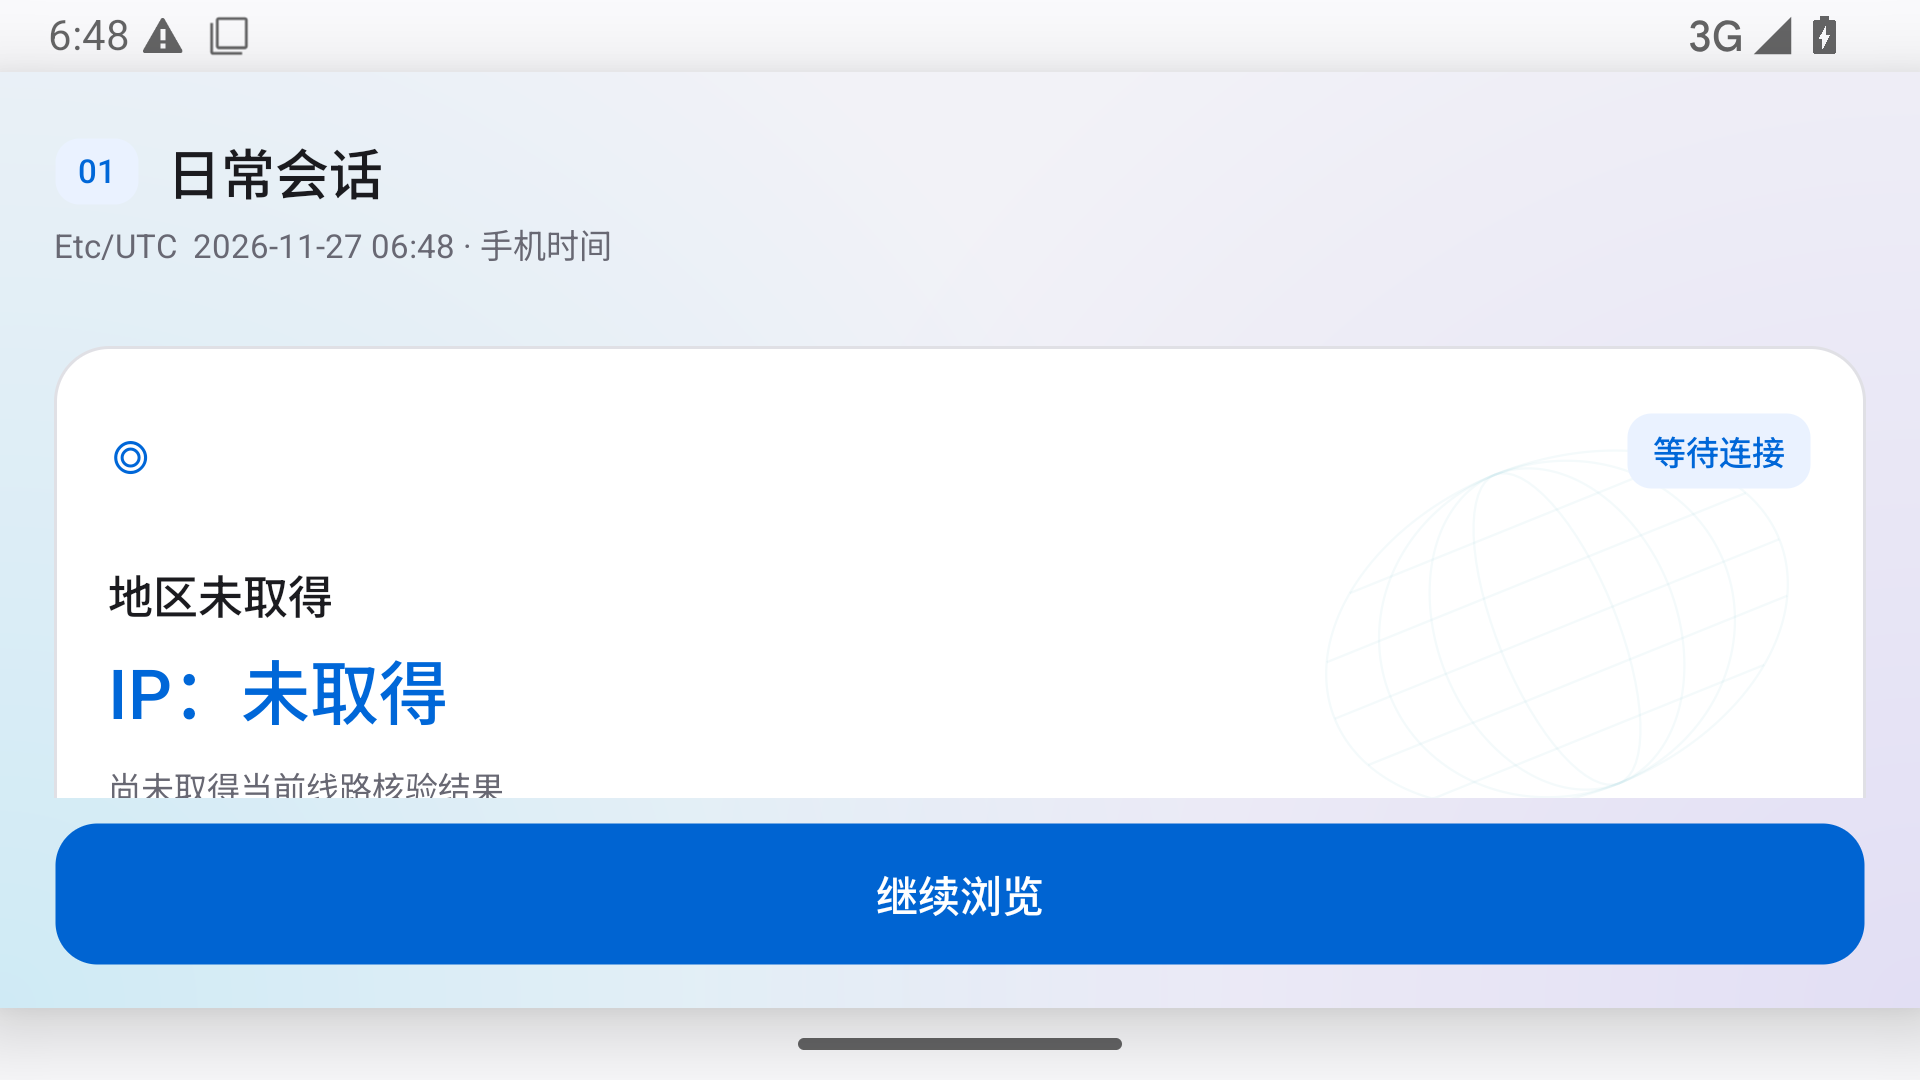 6:48
3G
01 日常会话
Etc/UTC 2026-11-27 06:48 · 手机时间
等待连接
地区未取得
IP：未取得
尚未取得当前线路核验结果
继续浏览